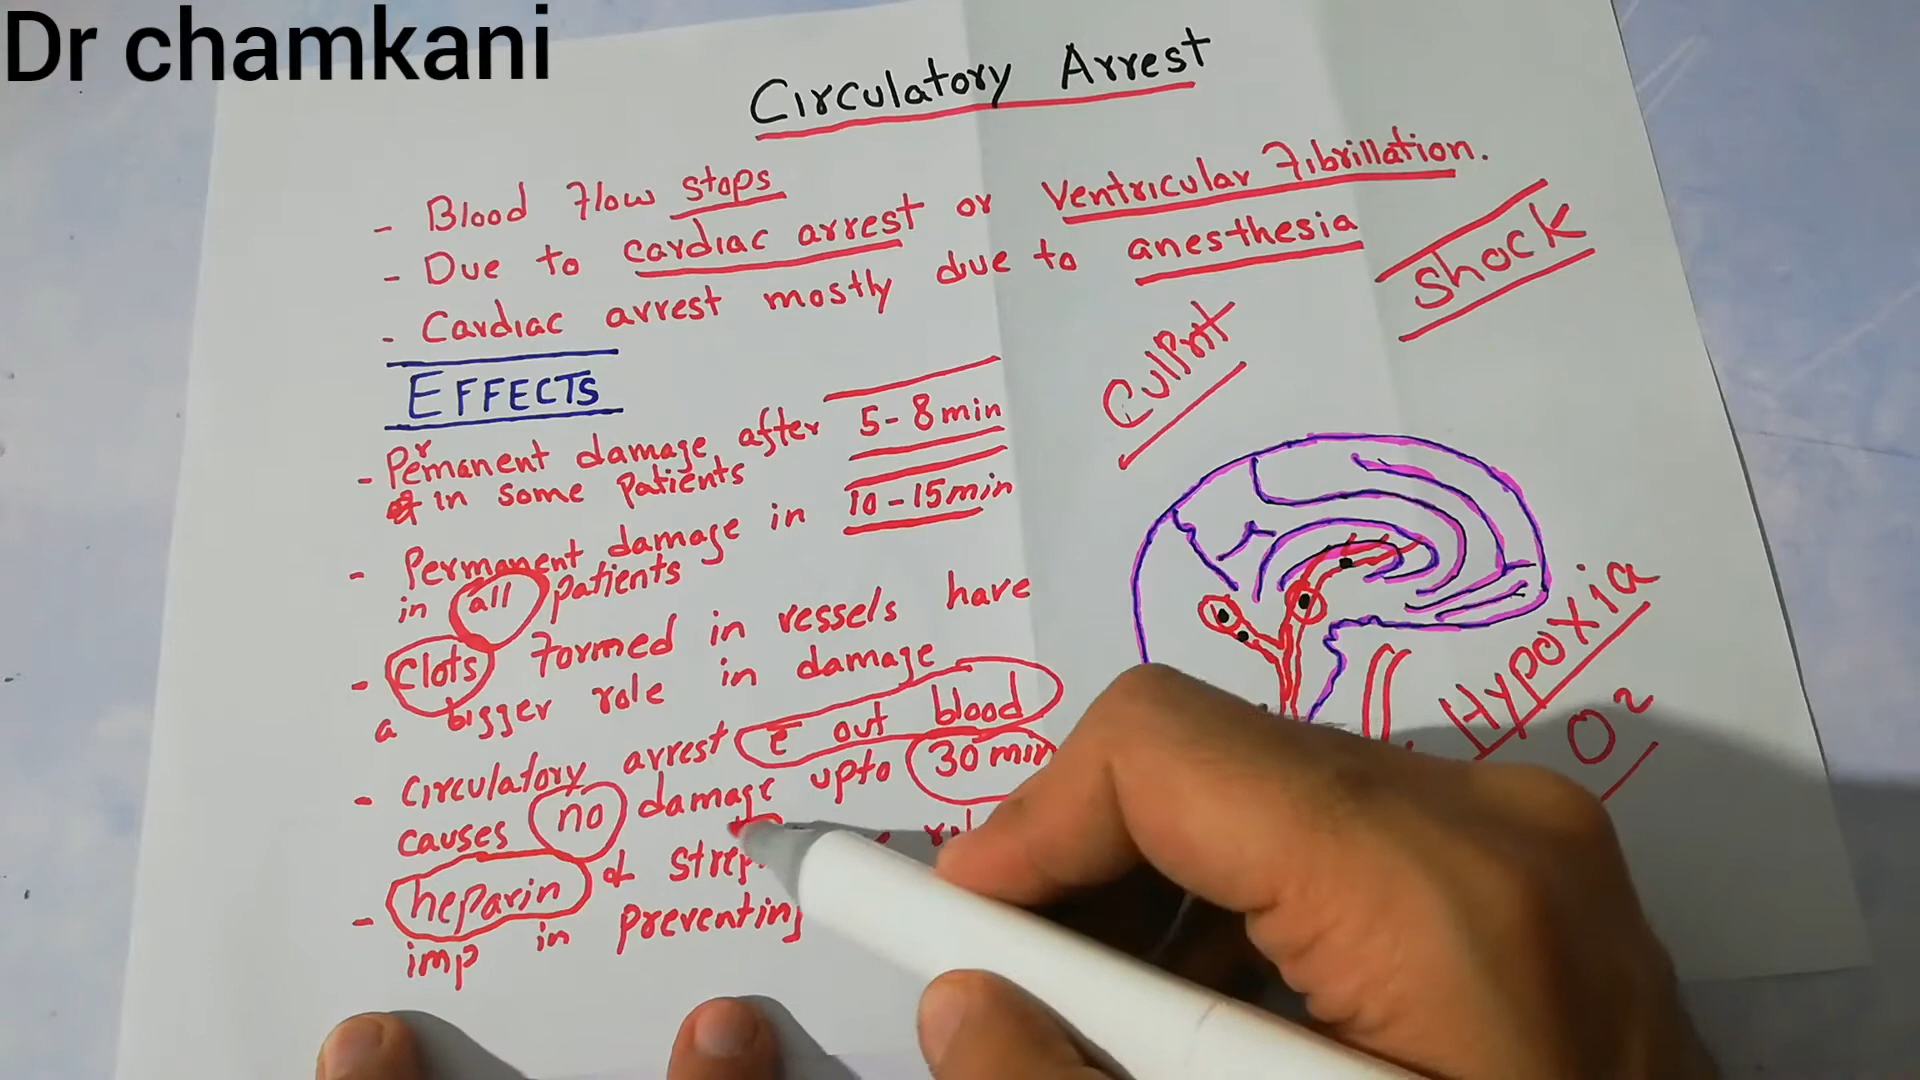 Dr chamkani
Circulatory Arrest
- Blood Flow stops
- Due to cardiac arrest or Ventricular Fibrillation.
- Cardiac arrest mostly due to anesthesia
Shock
Culprit
EFFECTS
- Permanent damage after 5-8 min
in some patients
- Permanent damage in 10-15 min
in all patients
- Clots formed in vessels have
a bigger role in damage
- Circulatory arrest c̄ out blood
causes no damage upto 30 min
- heparin & strep
imp in preventing
Hypoxia
O2